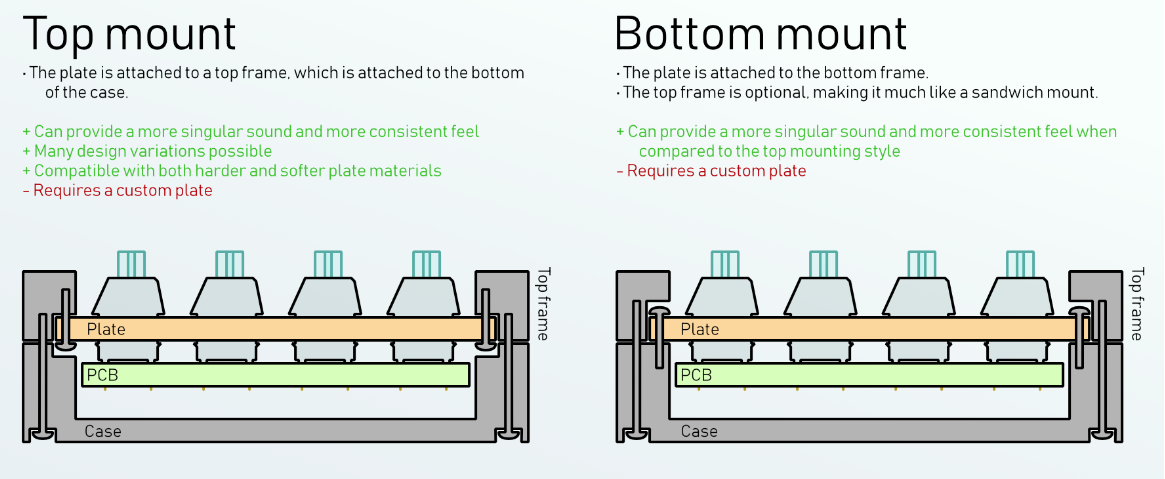 Top mount
· The plate is attached to a top frame, which is attached to the bottom
of the case.
+ Can provide a more singular sound and more consistent feel
+ Many design variations possible
+ Compatible with both harder and softer plate materials
- Requires a custom plate
Top frame
Plate
PCB
Case
Bottom mount
· The plate is attached to the bottom frame.
· The top frame is optional, making it much like a sandwich mount.
+ Can provide a more singular sound and more consistent feel when
compared to the top mounting style
- Requires a custom plate
Top frame
Plate
PCB
Case